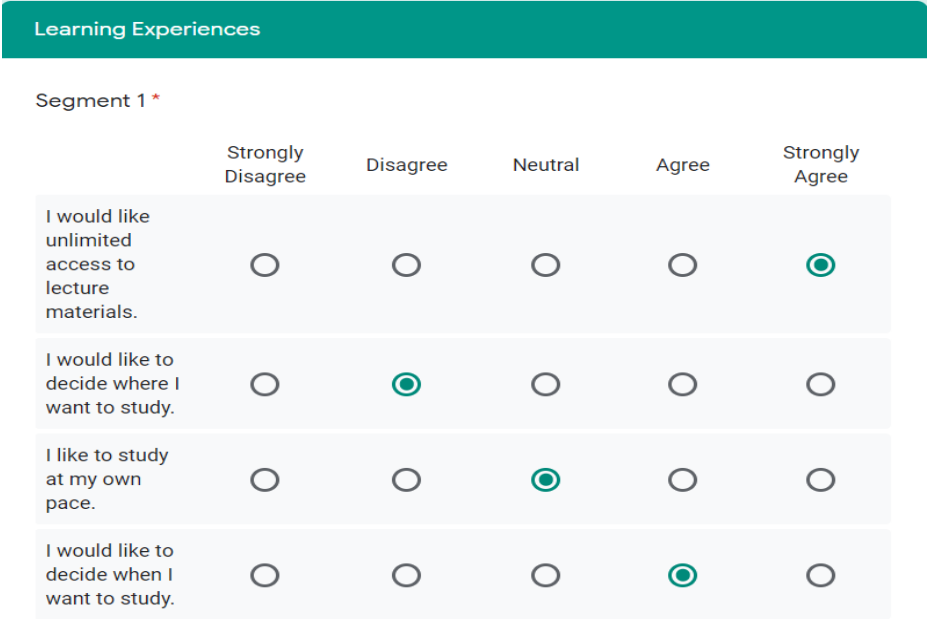 Learning Experiences
Segment 1 *
Strongly
Disagree
Disagree
Neutral
Agree
Strongly
Agree
I would like
unlimited
access to
lecture
materials.
I would like to
decide where I
want to study.
I like to study
at my own
pace.
I would like to
decide when I
want to study.